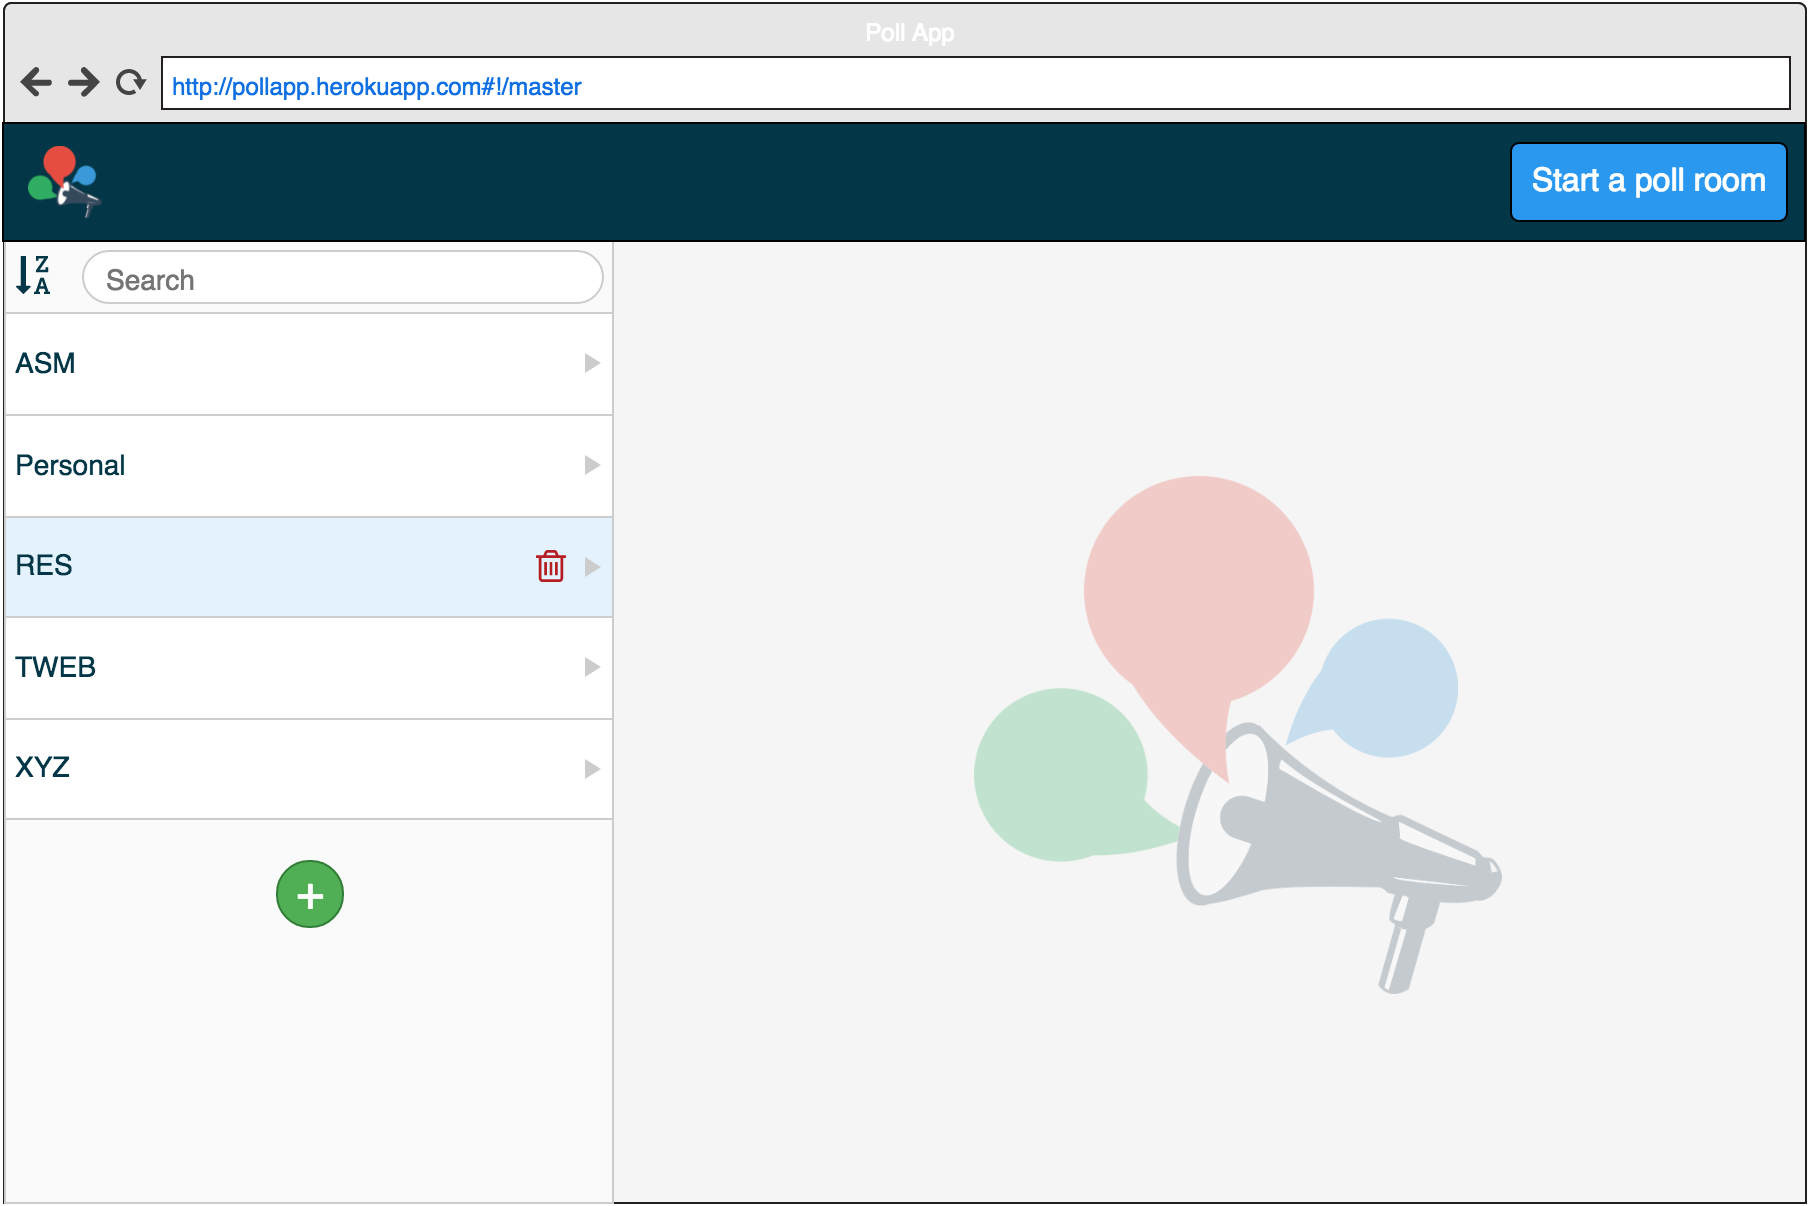 Poll App
http://pollapp.herokuapp.com#!/master
Start a poll room
Z
A
Search
ASM
Personal
RES
TWEB
XYZ